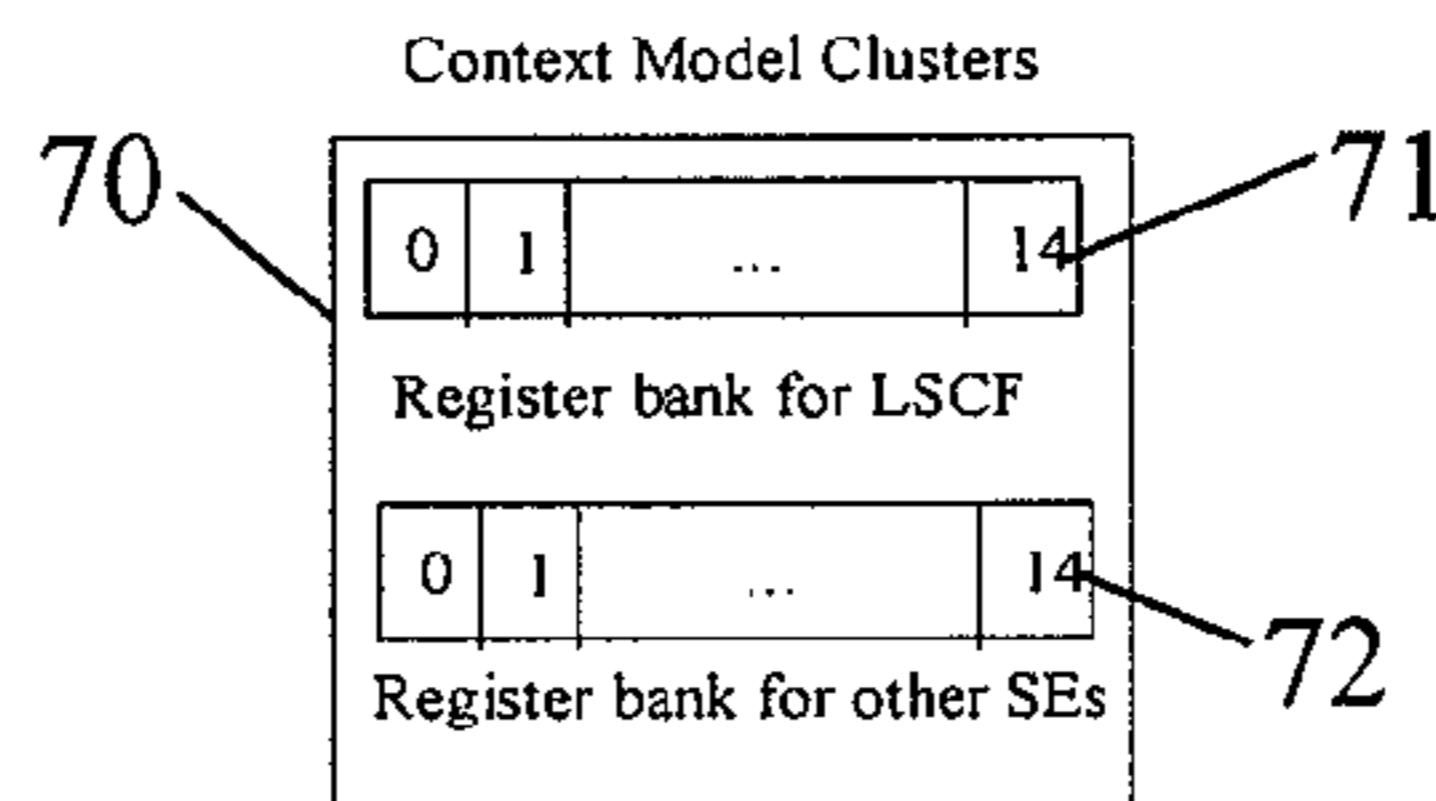 Context Model Clusters
70
71
0 1 ... 14
Register bank for LSCF
0 1 ... 14
72
Register bank for other SEs